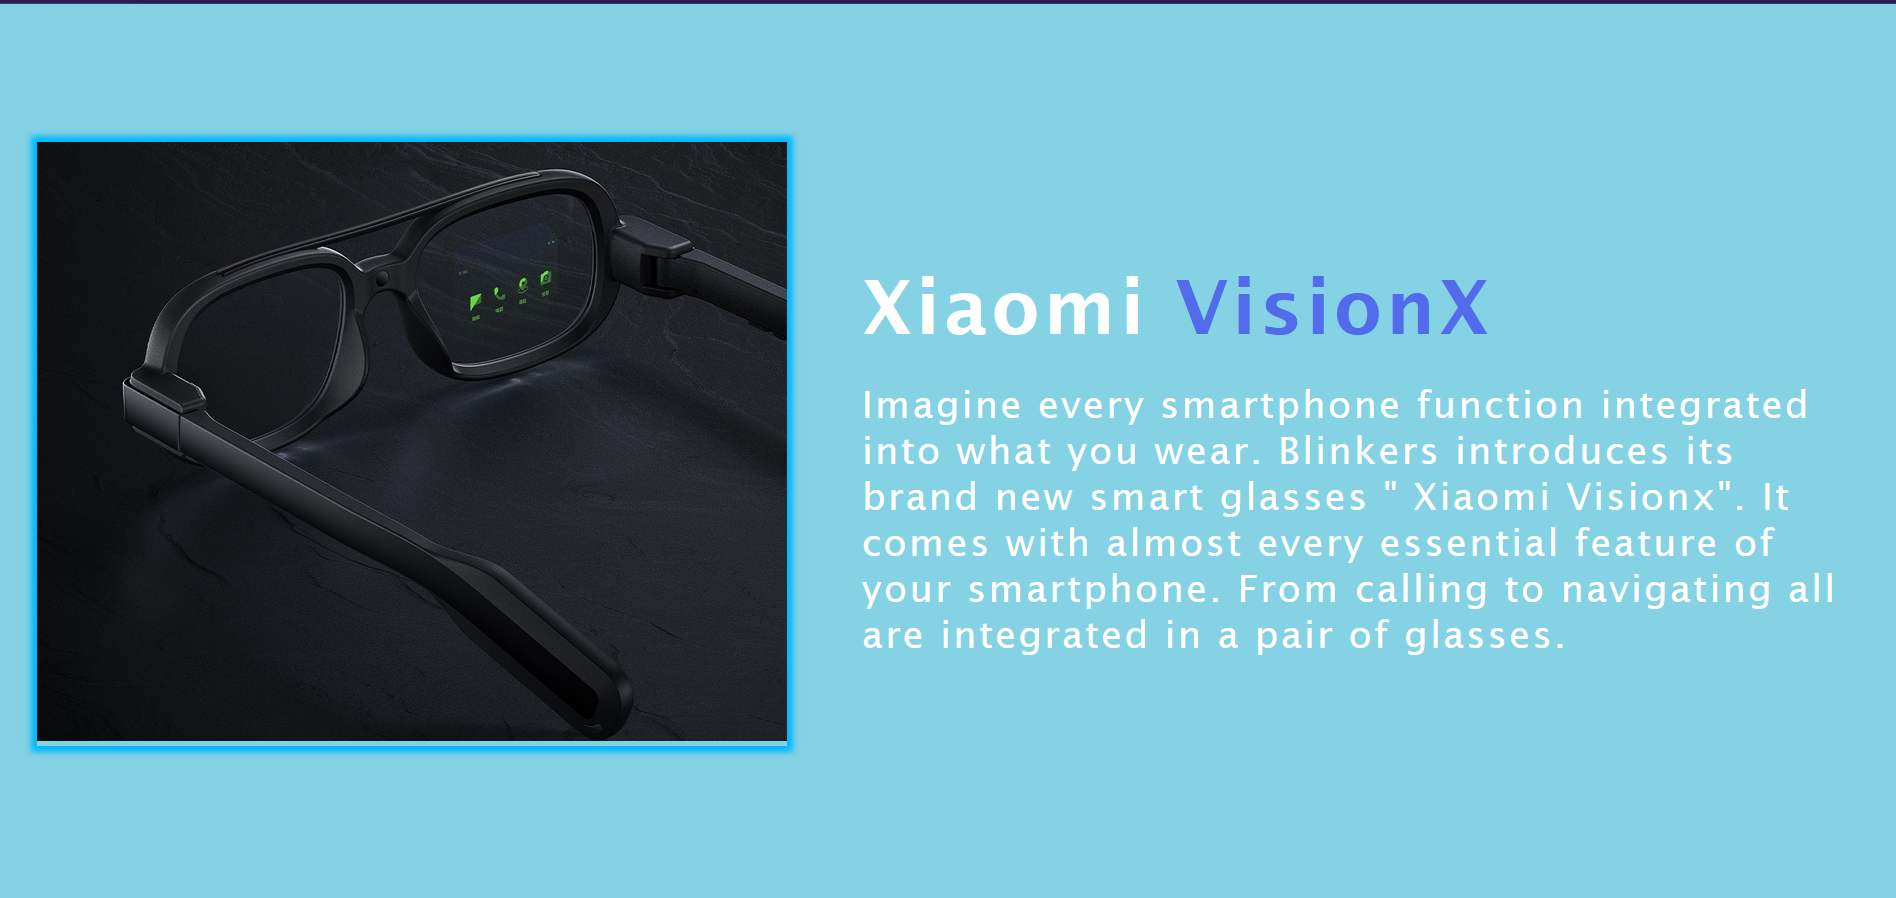 Xiaomi VisionX
Imagine every smartphone function integrated
into what you wear. Blinkers introduces its
brand new smart glasses " Xiaomi Visionx". It
comes with almost every essential feature of
your smartphone. From calling to navigating all
are integrated in a pair of glasses.